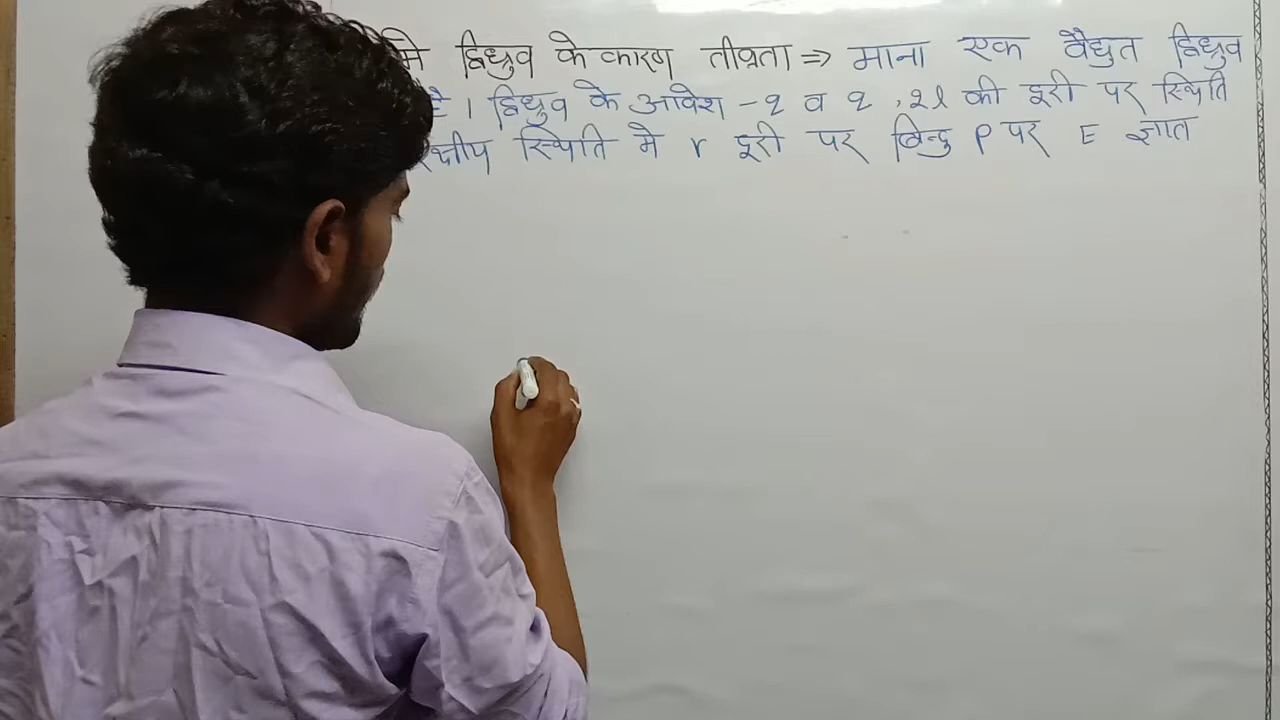 मे द्विध्रुव के कारण तीव्रता => माना एक वैद्युत द्विध्रुव
है । द्विध्रुव के आवेश -q व q , 2l की दूरी पर स्थिति
स्थिति मे r दूरी पर बिन्दु P पर E ज्ञात